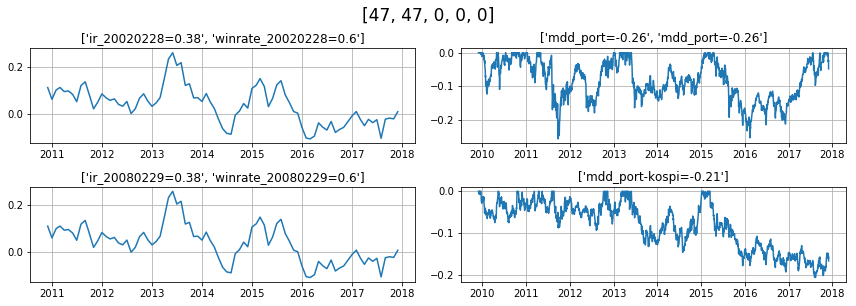 [47, 47, 0, 0, 0]
['ir_20020228=0.38', 'winrate_20020228=0.6']
0.2
0.0
2011 2012 2013 2014 2015 2016 2017 2018
['mdd_port=-0.26', 'mdd_port=-0.26']
0.0
−0.1
−0.2
2010 2011 2012 2013 2014 2015 2016 2017 2018
['ir_20080229=0.38', 'winrate_20080229=0.6']
0.2
0.0
2011 2012 2013 2014 2015 2016 2017 2018
['mdd_port-kospi=-0.21']
0.0
−0.1
−0.2
2010 2011 2012 2013 2014 2015 2016 2017 2018